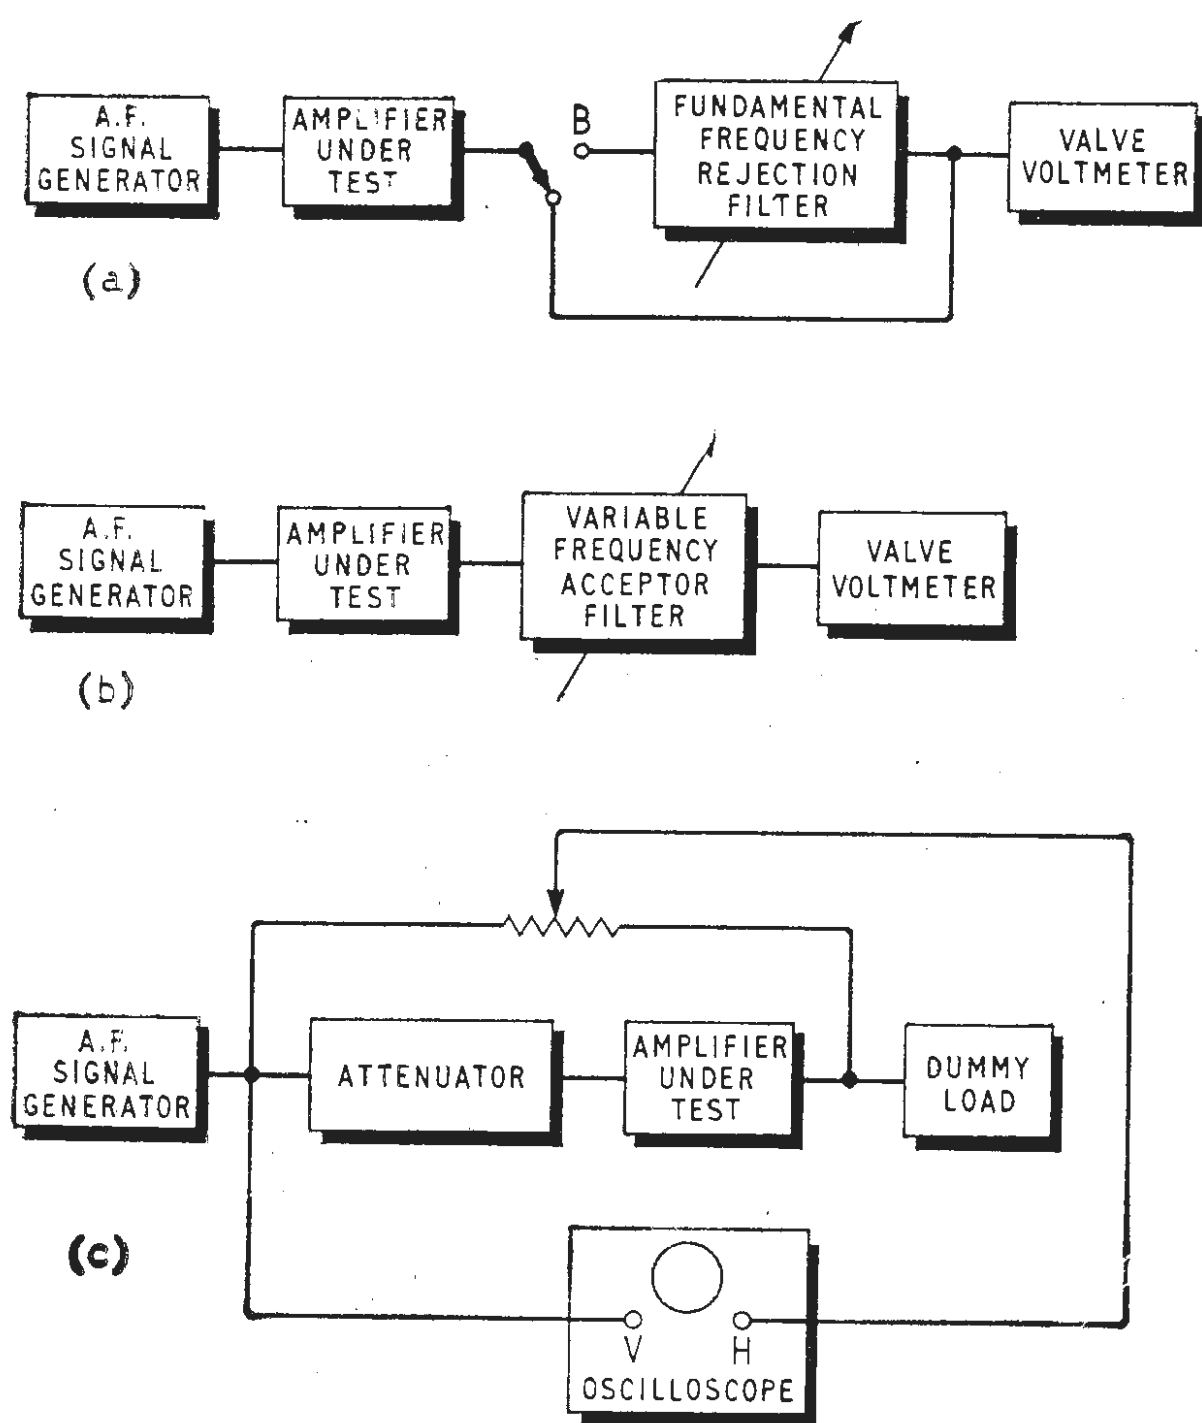 A.F.
SIGNAL
GENERATOR
AMPLIFIER
UNDER
TEST
B
FUNDAMENTAL
FREQUENCY
REJECTION
FILTER
VALVE
VOLTMETER
(a)
A.F.
SIGNAL
GENERATOR
AMPLIFIER
UNDER
TEST
VARIABLE
FREQUENCY
ACCEPTOR
FILTER
VALVE
VOLTMETER
(b)
A.F.
SIGNAL
GENERATOR
ATTENUATOR
AMPLIFIER
UNDER
TEST
DUMMY
LOAD
(c)
V
H
OSCILLOSCOPE